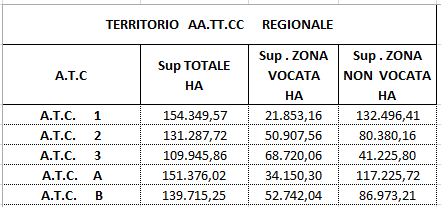 TERRITORIO AA.TT.CC REGIONALE
A.T.C
Sup TOTALE
HA
Sup . ZONA
VOCATA
HA
Sup . ZONA
NON VOCATA
HA
A.T.C. 1 154.349,57 21.853,16 132.496,41
A.T.C. 2 131.287,72 50.907,56 80.380,16
A.T.C. 3 109.945,86 68.720,06 41.225,80
A.T.C. A 151.376,02 34.150,30 117.225,72
A.T.C. B 139.715,25 52.742,04 86.973,21